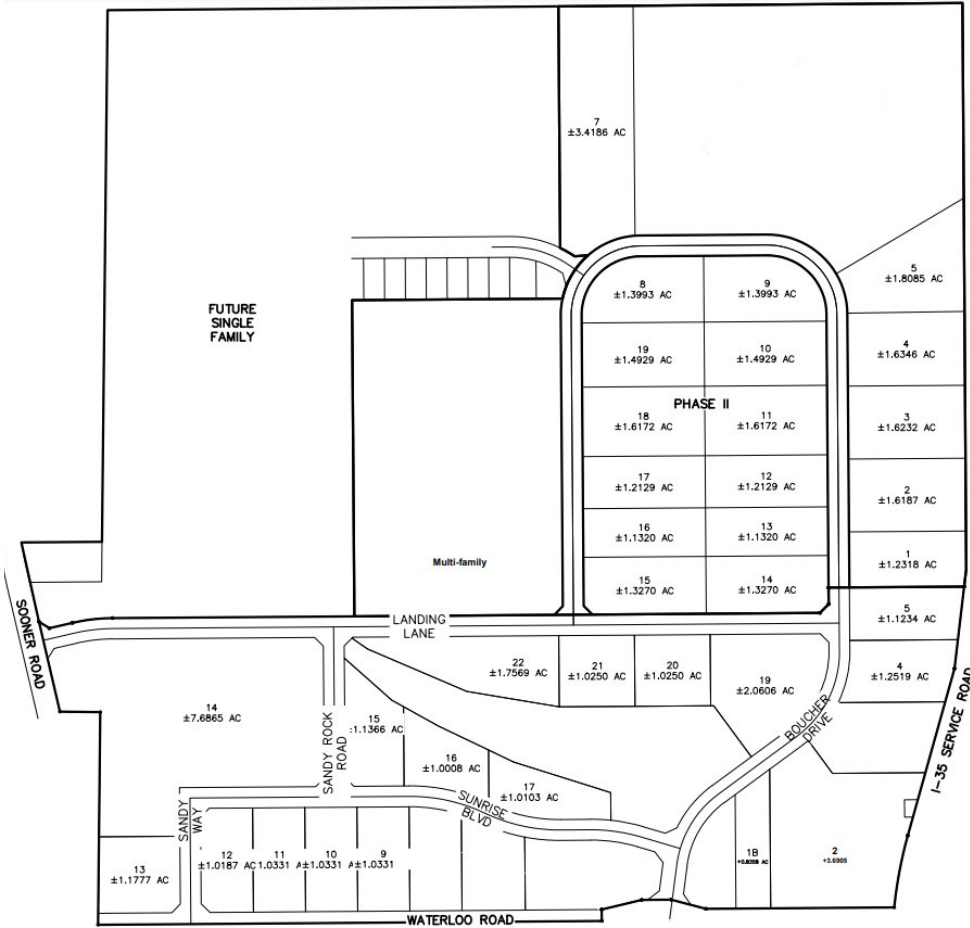 7
±3.4186 AC
5
±1.8085 AC
8
±1.3993 AC
9
±1.3993 AC
FUTURE
SINGLE
FAMILY
4
±1.6346 AC
19
±1.4929 AC
10
±1.4929 AC
PHASE II
18
±1.6172 AC
11
±1.6172 AC
3
±1.6232 AC
17
±1.2129 AC
12
±1.2129 AC
2
±1.6187 AC
16
±1.1320 AC
13
±1.1320 AC
Multi-family
1
±1.2318 AC
15
±1.3270 AC
14
±1.3270 AC
SOONER ROAD
LANDING
LANE
5
±1.1234 AC
22
±1.7569 AC
21
±1.0250 AC
20
±1.0250 AC
19
±2.0606 AC
4
±1.2519 AC
14
±7.6865 AC
SANDY ROCK
ROAD
15
:1.1366 AC
BOUCHER
DRIVE
I-35 SERVICE ROAD
16
±1.0008 AC
17
±1.0103 AC
SUNRISE
BLVD
SANDY
WAY
13
±1.1777 AC
12
±1.0187 AC
11
1.0331 A
10
±1.0331 A
9
±1.0331
1B
2
WATERLOO ROAD